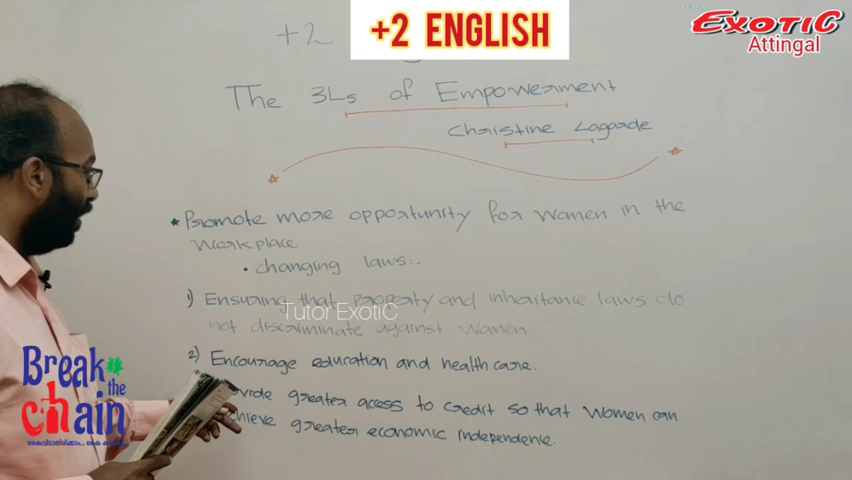 +2
+2 ENGLISH
EXOTIC
Attingal
The 3Ls of Empowerment
Christine Lagarde
* Promote more opportunity for women in the
Workplace
• changing laws:-
1) Ensuring that property and inheritance laws do
not discriminate against women
Tutor ExotiC
2) Encourage education and health care.
greater access to credit so that women can
greater economic independence.
Break
the
chain
കൈവിടാതിരിക്കാം... കൈ കഴുകൂ...